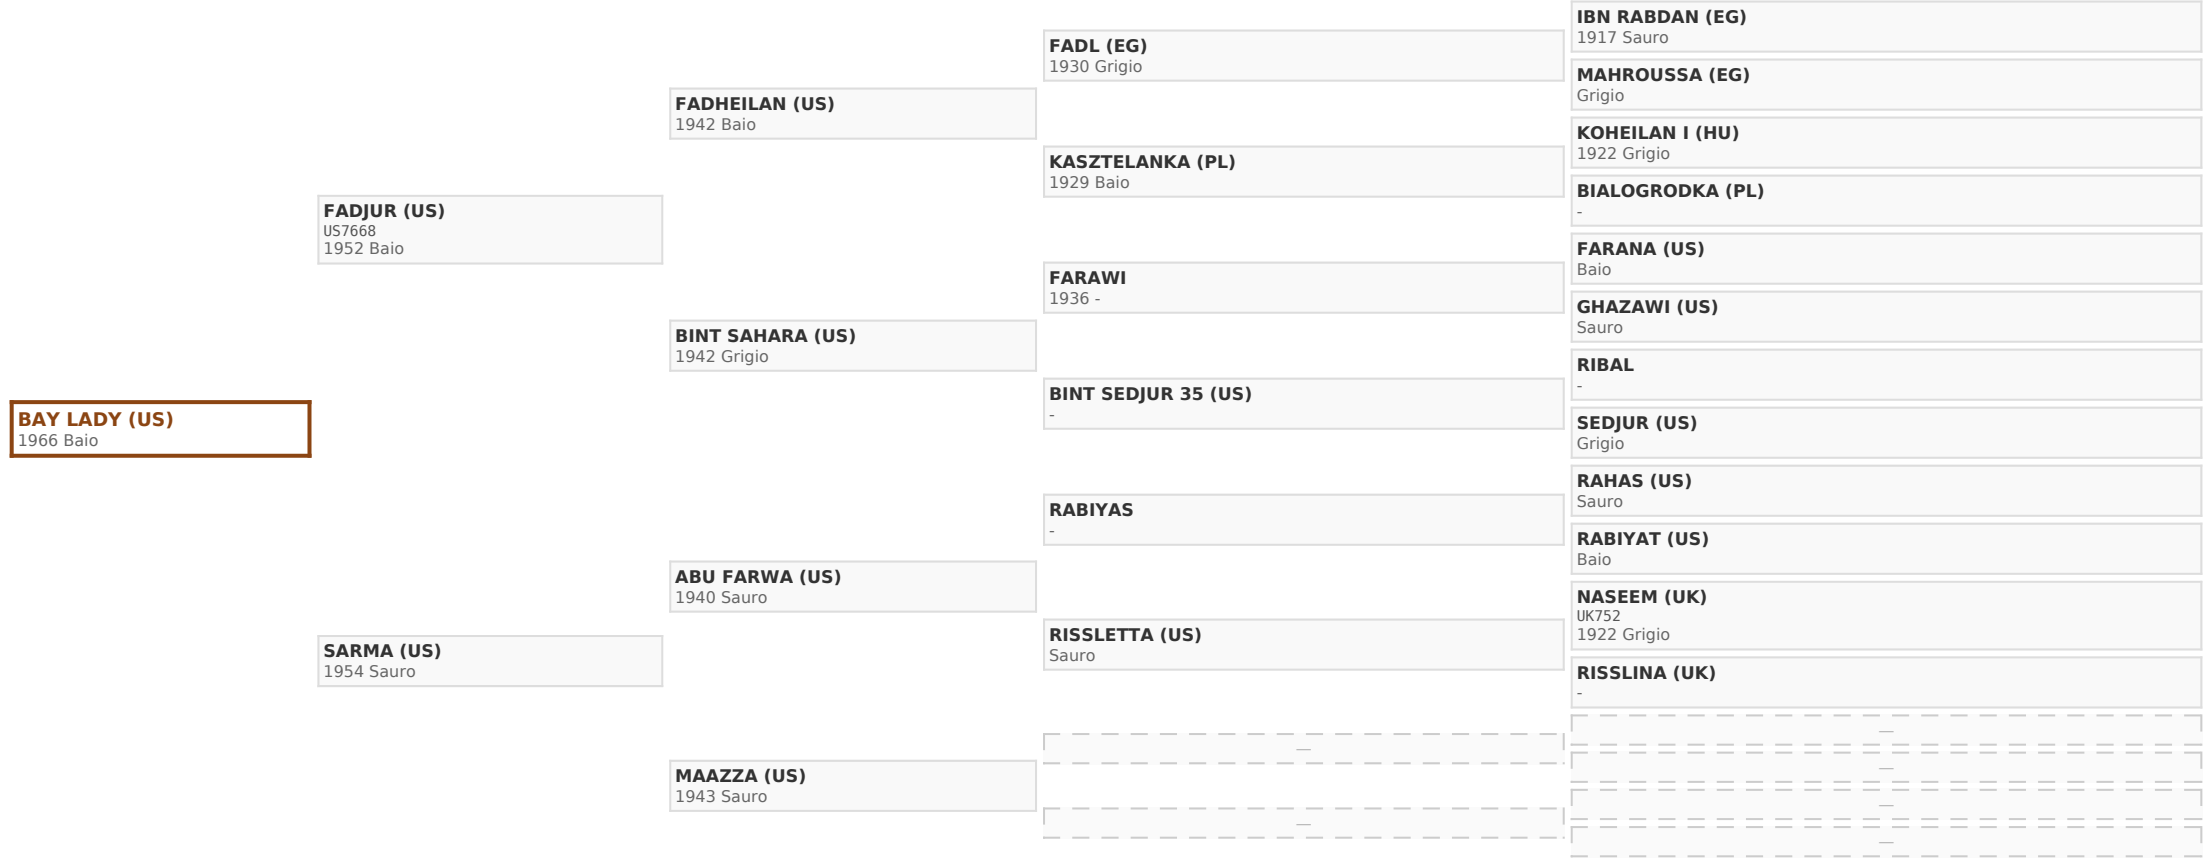 BAY LADY (US)
1966 Baio
FADJUR (US)
US7668
1952 Baio
SARMA (US)
1954 Sauro
FADHEILAN (US)
1942 Baio
BINT SAHARA (US)
1942 Grigio
ABU FARWA (US)
1940 Sauro
MAAZZA (US)
1943 Sauro
FADL (EG)
1930 Grigio
KASZTELANKA (PL)
1929 Baio
FARAWI
1936 -
BINT SEDJUR 35 (US)
-
RABIYAS
-
RISSLETTA (US)
Sauro
—
—
IBN RABDAN (EG)
1917 Sauro
MAHROUSSA (EG)
Grigio
KOHEILAN I (HU)
1922 Grigio
BIALOGRODKA (PL)
-
FARANA (US)
Baio
GHAZAWI (US)
Sauro
RIBAL
-
SEDJUR (US)
Grigio
RAHAS (US)
Sauro
RABIYAT (US)
Baio
NASEEM (UK)
UK752
1922 Grigio
RISSLINA (UK)
-
—
—
—
—